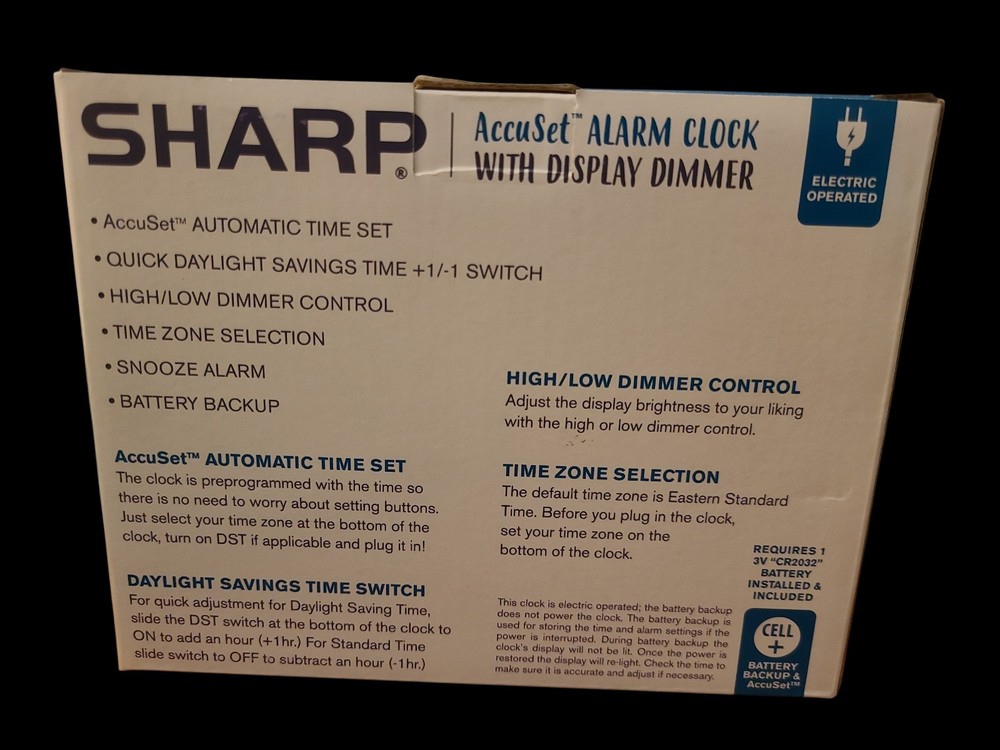 SHARP®
AccuSet™ ALARM CLOCK
WITH DISPLAY DIMMER
ELECTRIC
OPERATED
• AccuSet™ AUTOMATIC TIME SET
• QUICK DAYLIGHT SAVINGS TIME +1/-1 SWITCH
• HIGH/LOW DIMMER CONTROL
• TIME ZONE SELECTION
• SNOOZE ALARM
• BATTERY BACKUP
AccuSet™ AUTOMATIC TIME SET
The clock is preprogrammed with the time so
there is no need to worry about setting buttons.
Just select your time zone at the bottom of the
clock, turn on DST if applicable and plug it in!
DAYLIGHT SAVINGS TIME SWITCH
For quick adjustment for Daylight Saving Time,
slide the DST switch at the bottom of the clock to
ON to add an hour (+1hr.) For Standard Time
slide switch to OFF to subtract an hour (-1hr.)
HIGH/LOW DIMMER CONTROL
Adjust the display brightness to your liking
with the high or low dimmer control.
TIME ZONE SELECTION
The default time zone is Eastern Standard
Time. Before you plug in the clock,
set your time zone on the
bottom of the clock.
This clock is electric operated; the battery backup
does not power the clock. The battery backup is
used for storing the time and alarm settings if the
power is interrupted. During battery backup the
clock's display will not be lit. Once the power is
restored the display will re-light. Check the time to
make sure it is accurate and adjust if necessary.
REQUIRES 1
3V "CR2032"
BATTERY
INSTALLED &
INCLUDED
CELL
+
BATTERY
BACKUP &
AccuSet™